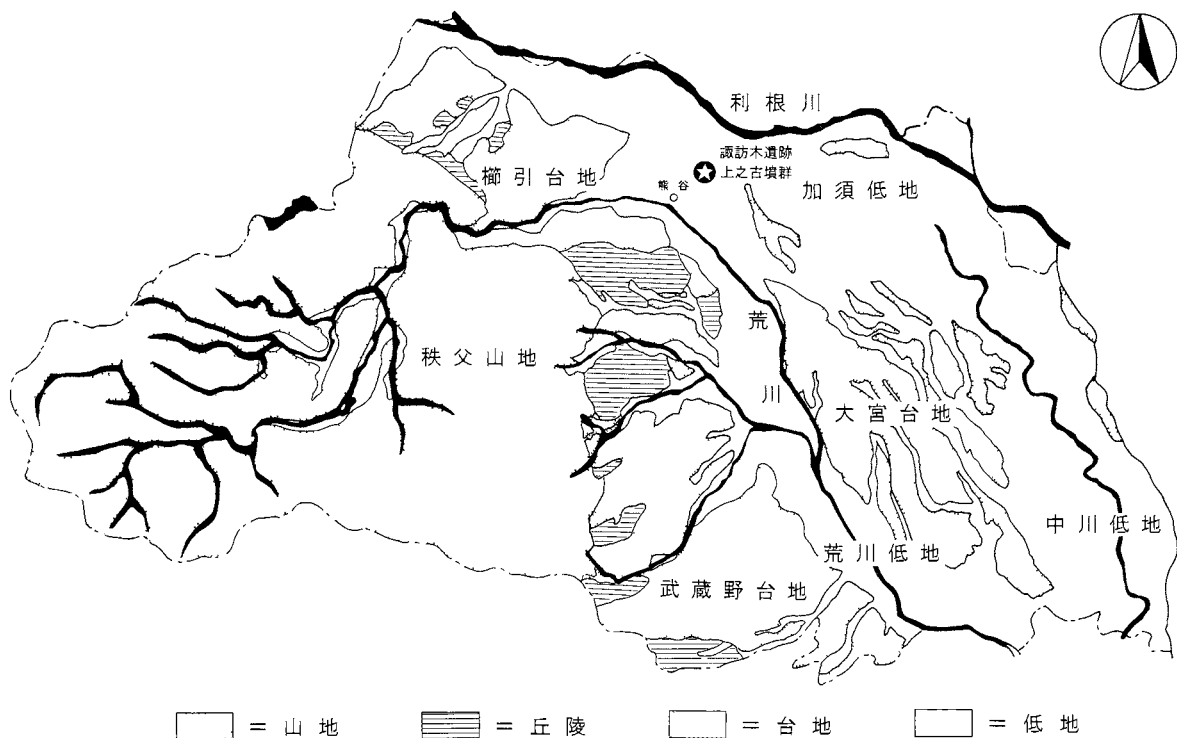 利根川
諏訪木遺跡
上之古墳群
熊谷
櫛引台地
加須低地
秩父山地
荒川
大宮台地
中川低地
荒川低地
武蔵野台地
=山地 =丘陵 =台地 =低地